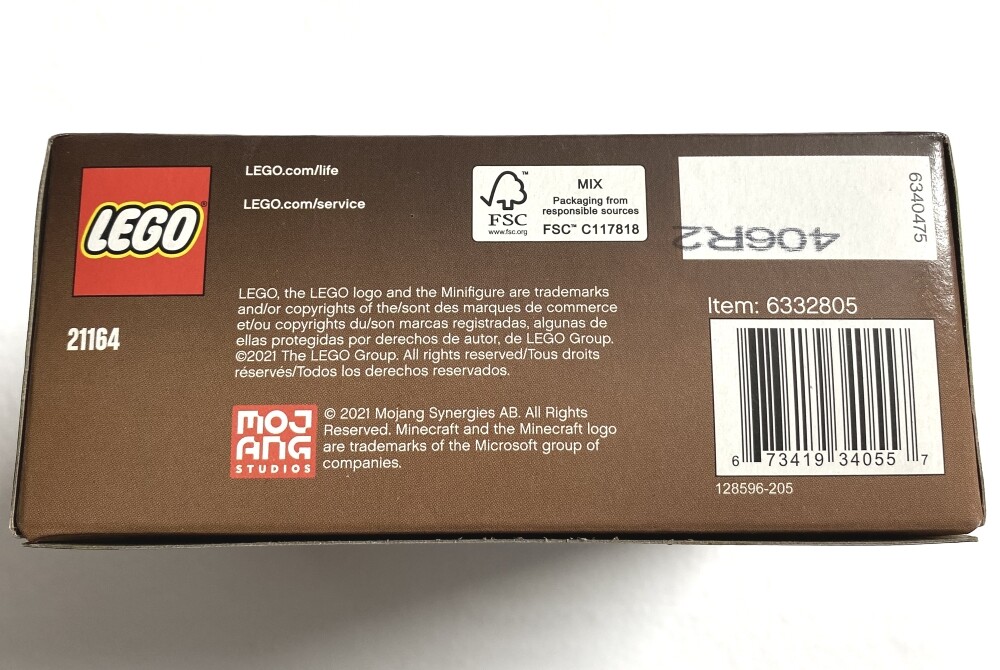 LEGO®
21164
LEGO.com/life
LEGO.com/service
FSC™
www.fsc.org
MIX
Packaging from
responsible sources
FSC™ C117818
406R2
6340475
LEGO, the LEGO logo and the Minifigure are trademarks
and/or copyrights of the/sont des marques de commerce
et/ou copyrights du/son marcas registradas, algunas de
ellas protegidas por derechos de autor, de LEGO Group.
©2021 The LEGO Group. All rights reserved/Tous droits
réservés/Todos los derechos reservados.
MOJ
ANG
STUDIOS
© 2021 Mojang Synergies AB. All Rights
Reserved. Minecraft and the Minecraft logo
are trademarks of the Microsoft group of
companies.
Item: 6332805
6 73419 34055 7
128596-205